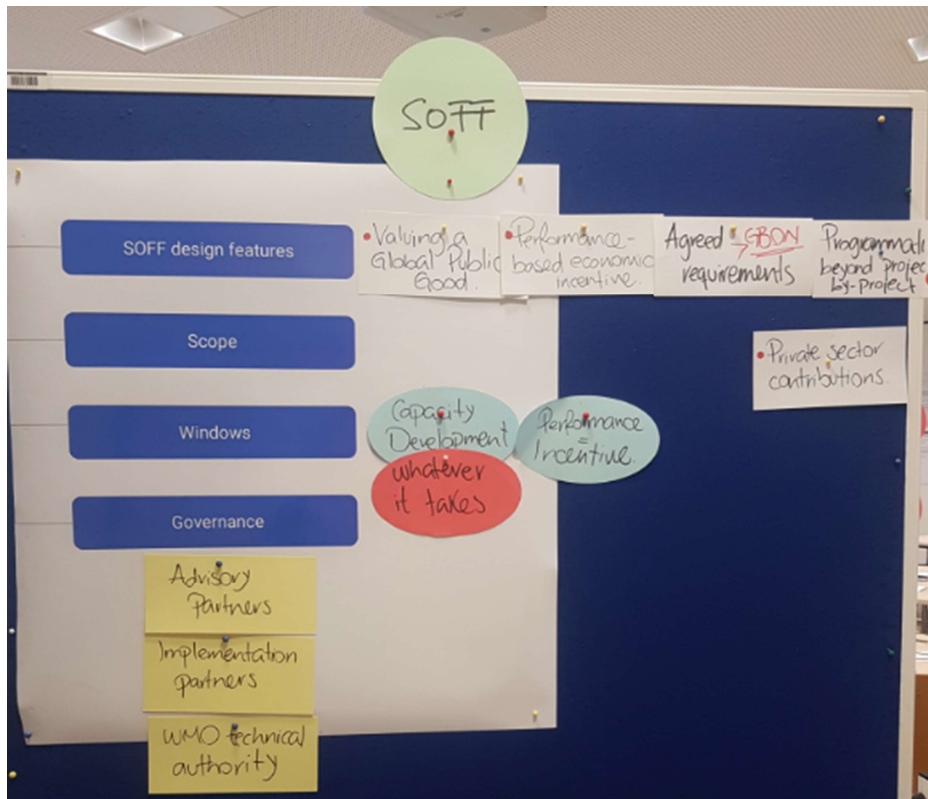 SOFF
SOFF design features
Valuing a
Global Public
Good.
Performance-
based economic
incentive.
Agreed → GBON
requirements
Programmati
beyond projec
by-project
Scope
Private sector
contributions.
Windows
Capacity
Development
whatever
it takes
Performance
=
Incentive.
Governance
Advisory
Partners
Implementation
partners
WMO technical
authority